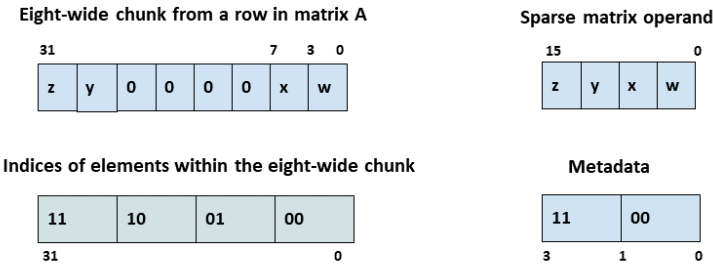 Eight-wide chunk from a row in matrix A
31 7 3 0
z y 0 0 0 0 x w
Sparse matrix operand
15 0
z y x w
Indices of elements within the eight-wide chunk
11 10 01 00
31 0
Metadata
11 00
3 1 0